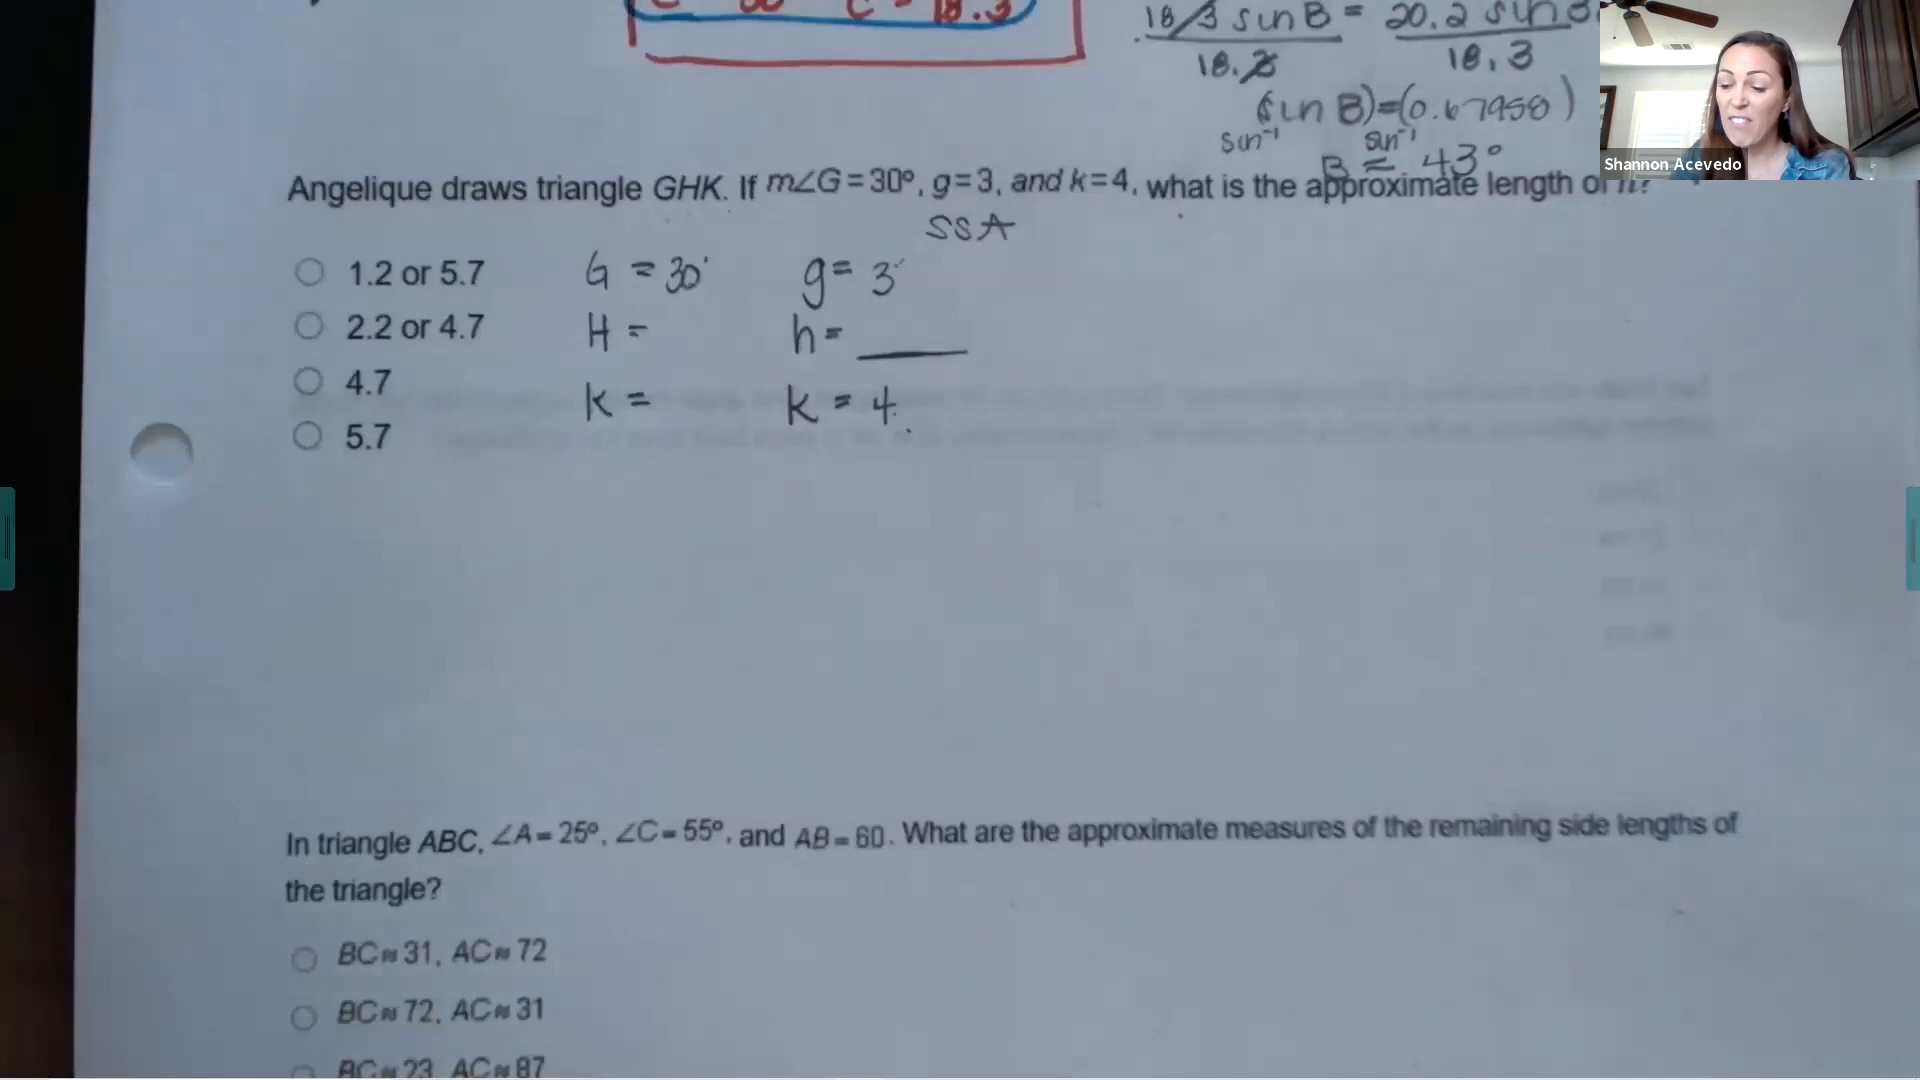 18.3 sin B = 20.2 sin
18.3 18.3
(sin B)=(0.67958)
sin⁻¹ sin⁻¹
B ≈ 43°
Shannon Acevedo
Angelique draws triangle GHK. If m∠G=30°, g=3, and k=4, what is the approximate length of h?
SSA
1.2 or 5.7 G = 30° g= 3
2.2 or 4.7 H = h=
4.7
K = k = 4
5.7
In triangle ABC, ∠A=25°, ∠C=55°, and AB=60. What are the approximate measures of the remaining side lengths of
the triangle?
BC≈31, AC≈72
BC≈72, AC≈31
BC≈23, AC≈87